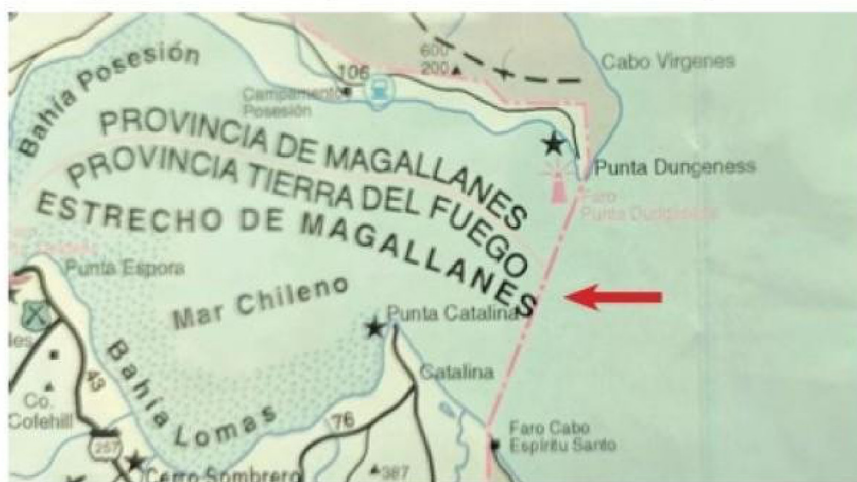 600
200
Cabo Vírgenes
106
Bahía Posesión
Campamento
Posesión
PROVINCIA DE MAGALLANES
PROVINCIA TIERRA DEL FUEGO
ESTRECHO DE MAGALLANES
Punta Dungeness
Faro
Punta Dungeness
Punta Espora
Mar Chileno
Punta Catalina
Catalina
43
Co.
Cofehill
Bahía Lomas
76
Faro Cabo
Espíritu Santo
257
Cerro Sombrero
387